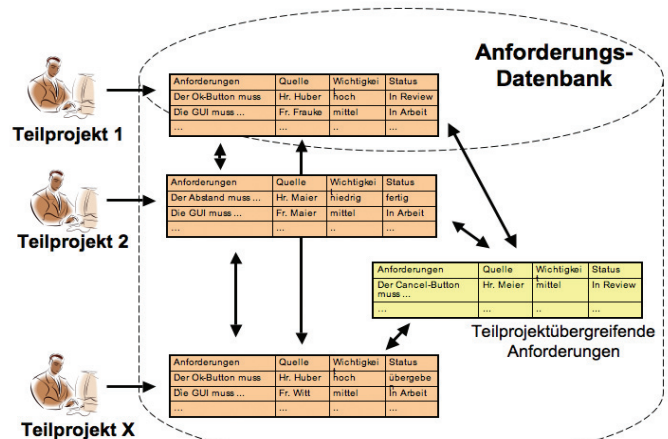 Anforderungs-
Datenbank
Teilprojekt 1
Anforderungen Quelle Wichtigkei t Status
Der Ok-Button muss Hr. Huber hoch In Review
Die GUI muss ... Fr. Frauke mittel In Arbeit
... ... .. ...
Teilprojekt 2
Anforderungen Quelle Wichtigkei t Status
Der Abstand muss ... Hr. Maier niedrig fertig
Die GUI muss ... Fr. Maier mittel In Arbeit
... ... .. ...
Anforderungen Quelle Wichtigkei t Status
Der Cancel-Button Hr. Meier mittel In Review
muss ...
... ... .. ...
Teilprojektübergreifende
Anforderungen
Teilprojekt X
Anforderungen Quelle Wichtigkei t Status
Der Ok-Button muss Hr. Huber hoch übergebe n
Die GUI muss ... Fr. Witt mittel In Arbeit
... ... .. ...